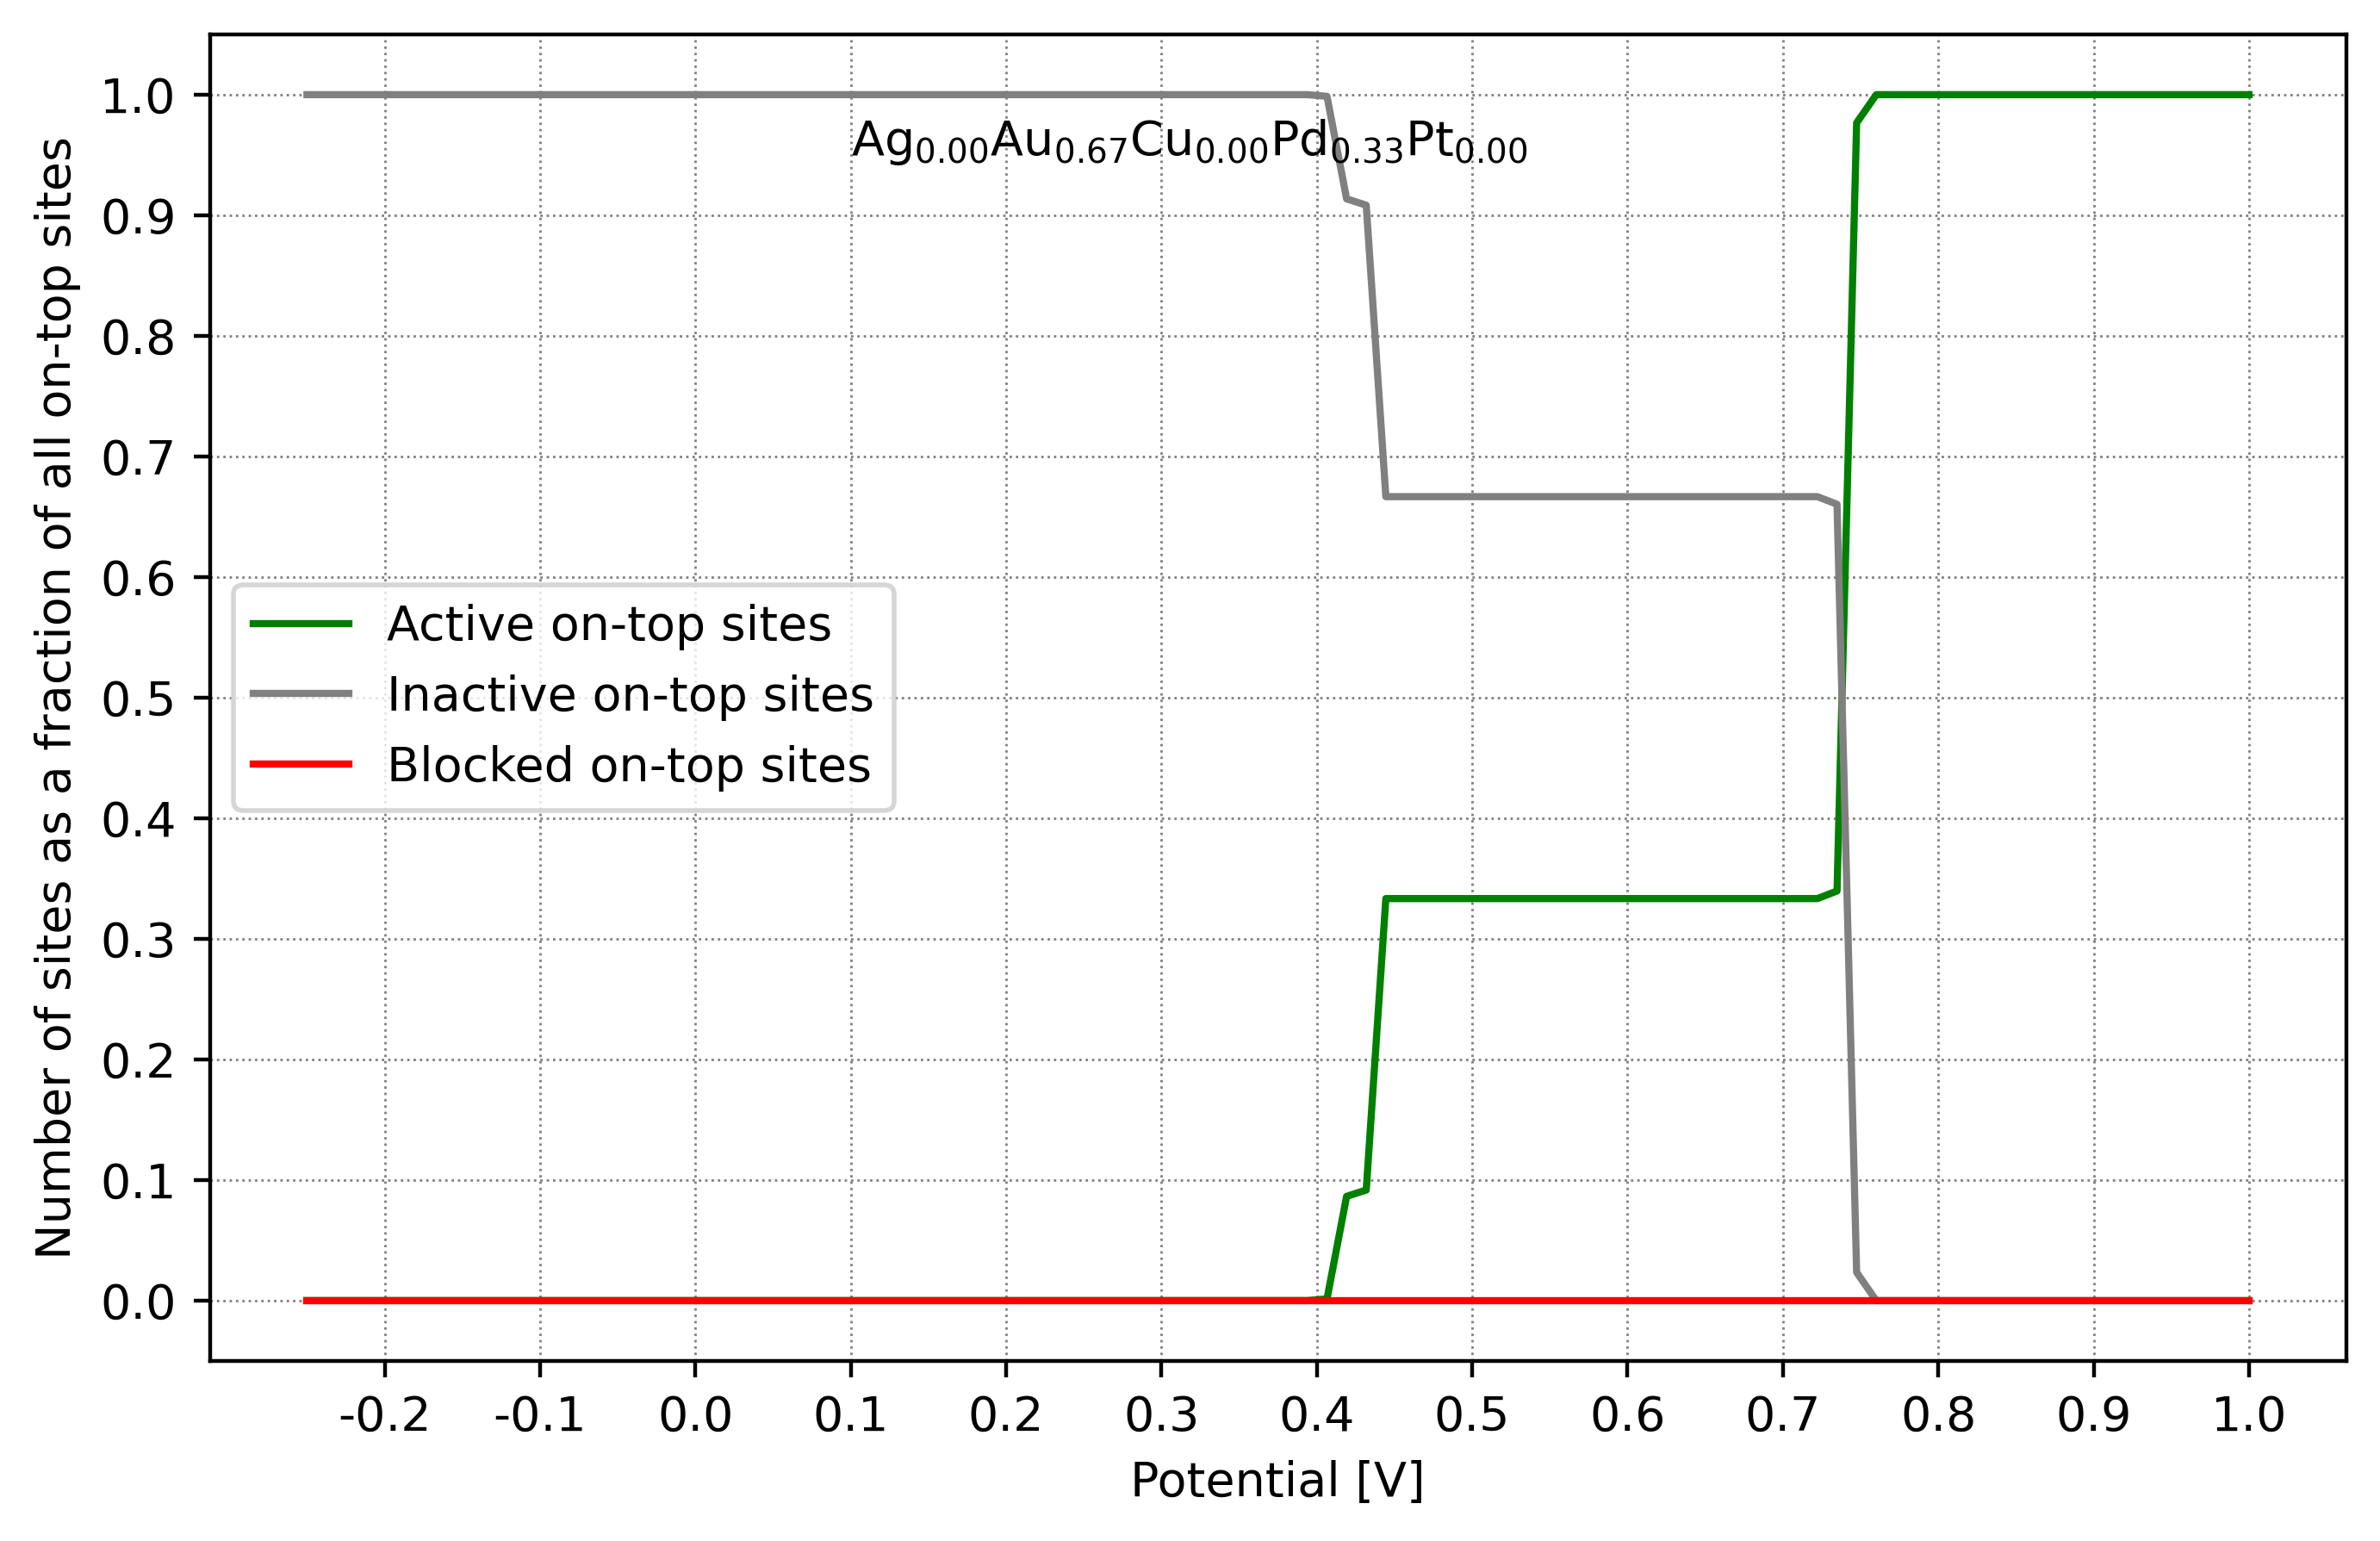 Number of sites as a fraction of all on-top sites
1.0
0.9
0.8
0.7
0.6
0.5
0.4
0.3
0.2
0.1
0.0
Ag0.00Au0.67Cu0.00Pd0.33Pt0.00
Active on-top sites
Inactive on-top sites
Blocked on-top sites
-0.2 -0.1 0.0 0.1 0.2 0.3 0.4 0.5 0.6 0.7 0.8 0.9 1.0
Potential [V]